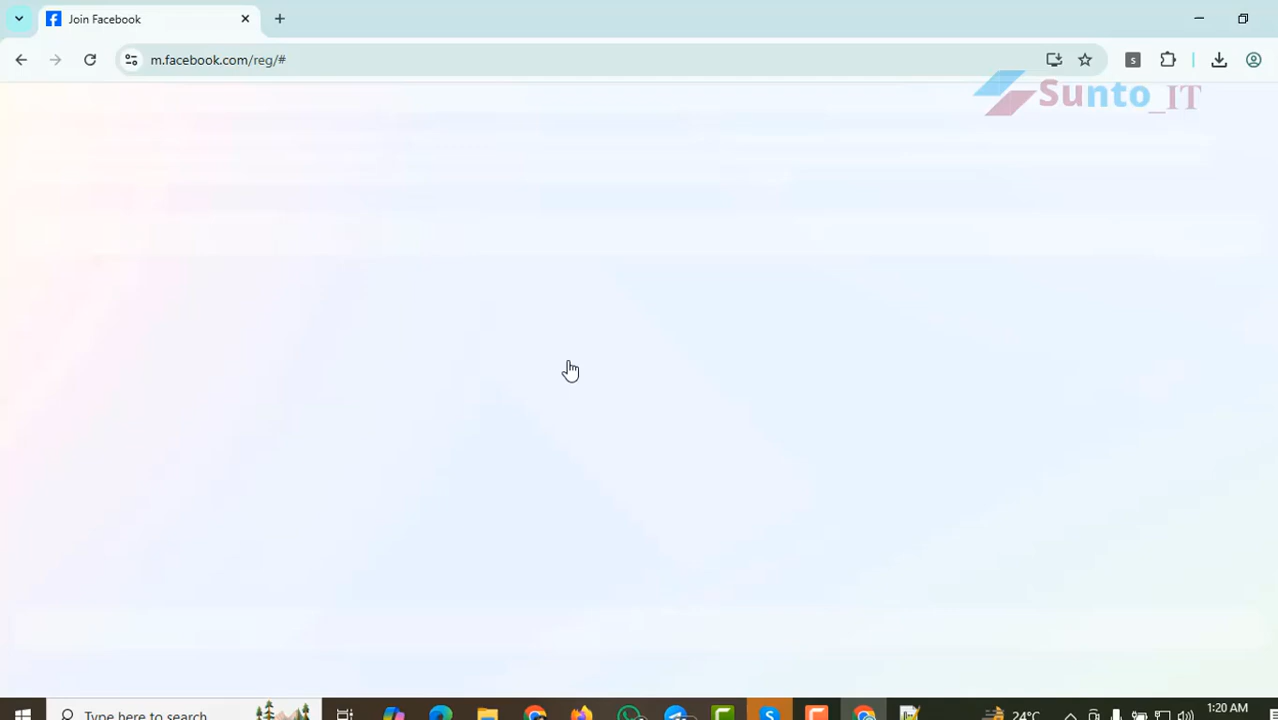 Join Facebook
m.facebook.com/reg/#
S
Sunto_IT
Type here to search
24°C
1:20 AM